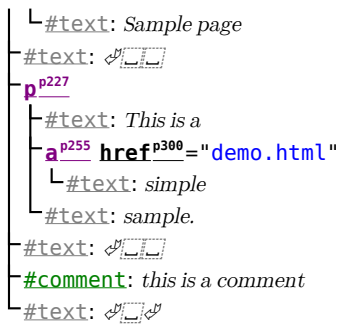 #text: Sample page
#text: ⏎␣␣
p p227
#text: This is a
a p255 href p300="demo.html"
#text: simple
#text: sample.
#text: ⏎␣␣
#comment: this is a comment
#text: ⏎␣⏎